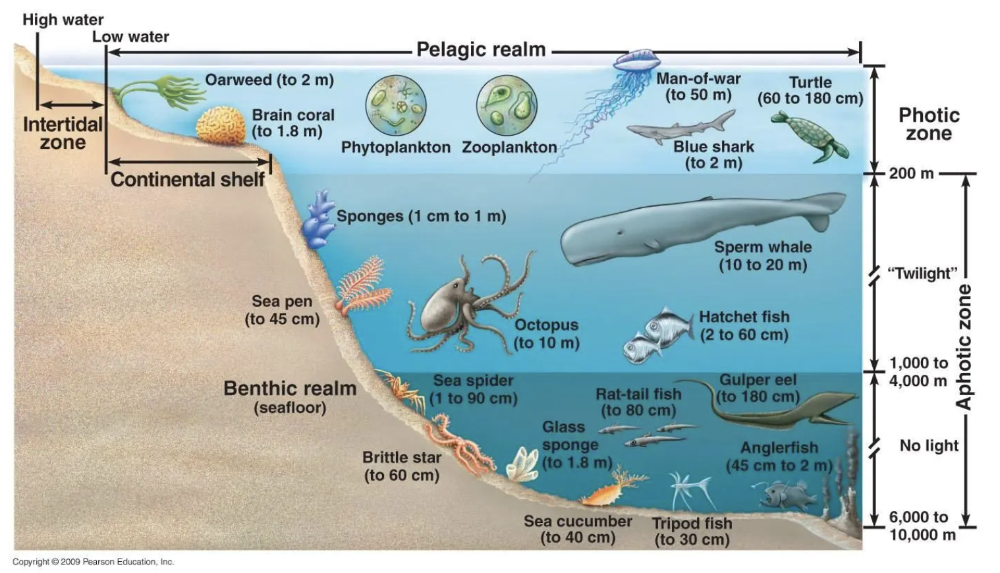 High water
Low water
Pelagic realm
Oarweed (to 2 m)
Man-of-war
(to 50 m)
Turtle
(60 to 180 cm)
Brain coral
(to 1.8 m)
Phytoplankton
Zooplankton
Blue shark
(to 2 m)
Photic
zone
Intertidal
zone
Continental shelf
200 m
Sponges (1 cm to 1 m)
Sperm whale
(10 to 20 m)
“Twilight”
Sea pen
(to 45 cm)
Octopus
(to 10 m)
Hatchet fish
(2 to 60 cm)
Aphotic zone
1,000 to
4,000 m
Benthic realm
(seafloor)
Sea spider
(1 to 90 cm)
Rat-tail fish
(to 80 cm)
Gulper eel
(to 180 cm)
Glass
sponge
(to 1.8 m)
Brittle star
(to 60 cm)
Anglerfish
(45 cm to 2 m)
No light
Sea cucumber
(to 40 cm)
Tripod fish
(to 30 cm)
6,000 to
10,000 m
Copyright © 2009 Pearson Education, Inc.